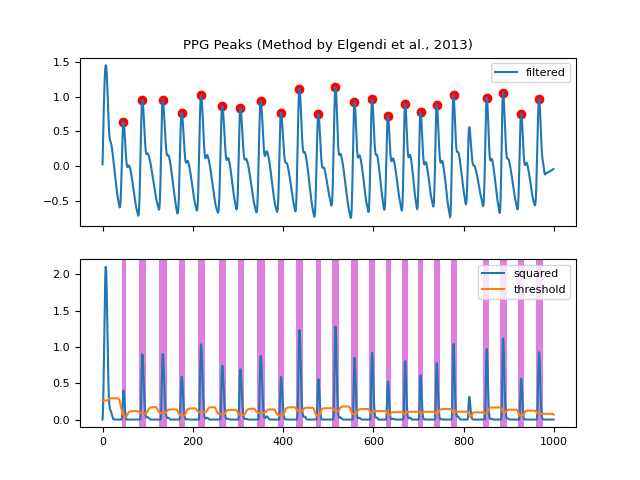 PPG Peaks (Method by Elgendi et al., 2013)
1.5
1.0
0.5
0.0
−0.5
filtered
2.0
1.5
1.0
0.5
0.0
squared
threshold
0 200 400 600 800 1000